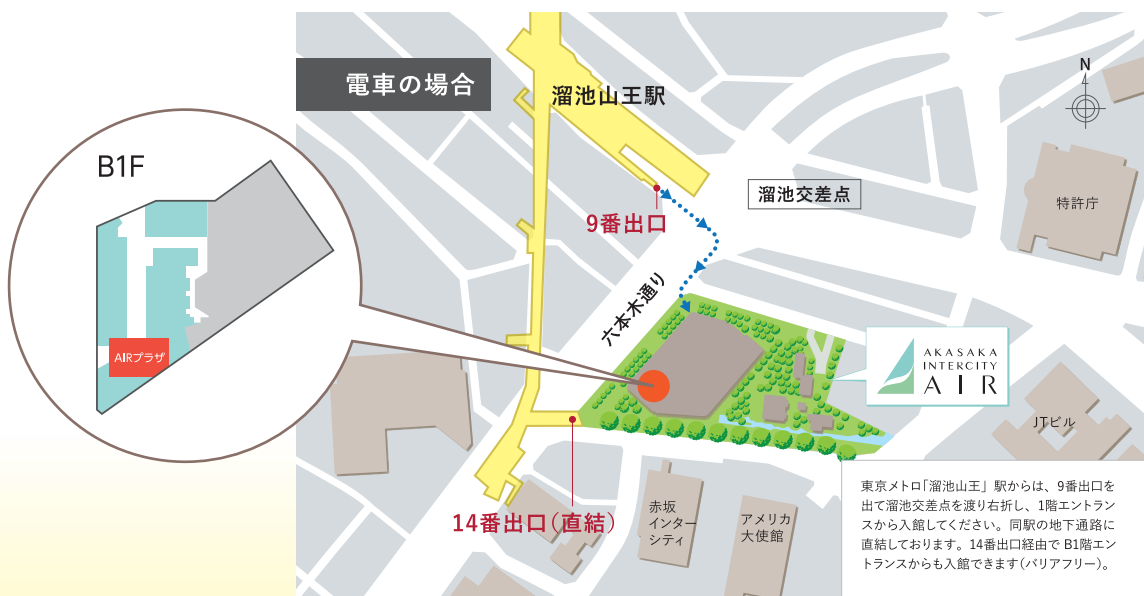 電車の場合
溜池山王駅
N
B1F
溜池交差点
特許庁
9番出口
六本木通り
AIRプラザ
AKASAKA
INTERCITY
AIR
JTビル
14番出口(直結)
赤坂
インター
シティ
アメリカ
大使館
東京メトロ「溜池山王」駅からは、9番出口を
出て溜池交差点を渡り右折し、1階エントラン
スから入館してください。同駅の地下通路に
直結しております。14番出口経由で B1階エン
トランスからも入館できます(バリアフリー)。